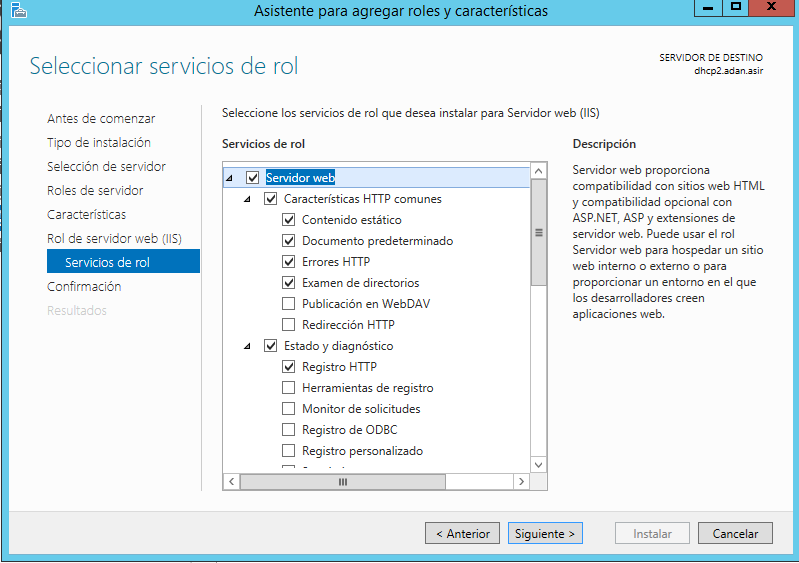 Asistente para agregar roles y características
Seleccionar servicios de rol
SERVIDOR DE DESTINO
dhcp2.adan.asir
Antes de comenzar
Tipo de instalación
Selección de servidor
Roles de servidor
Características
Rol de servidor web (IIS)
Servicios de rol
Confirmación
Resultados
Seleccione los servicios de rol que desea instalar para Servidor web (IIS)
Servicios de rol
Servidor web
Características HTTP comunes
Contenido estático
Documento predeterminado
Errores HTTP
Examen de directorios
Publicación en WebDAV
Redirección HTTP
Estado y diagnóstico
Registro HTTP
Herramientas de registro
Monitor de solicitudes
Registro de ODBC
Registro personalizado
Descripción
Servidor web proporciona
compatibilidad con sitios web HTML
y compatibilidad opcional con
ASP.NET, ASP y extensiones de
servidor web. Puede usar el rol
Servidor web para hospedar un sitio
web interno o externo o para
proporcionar un entorno en el que
los desarrolladores creen
aplicaciones web.
< Anterior
Siguiente >
Instalar
Cancelar